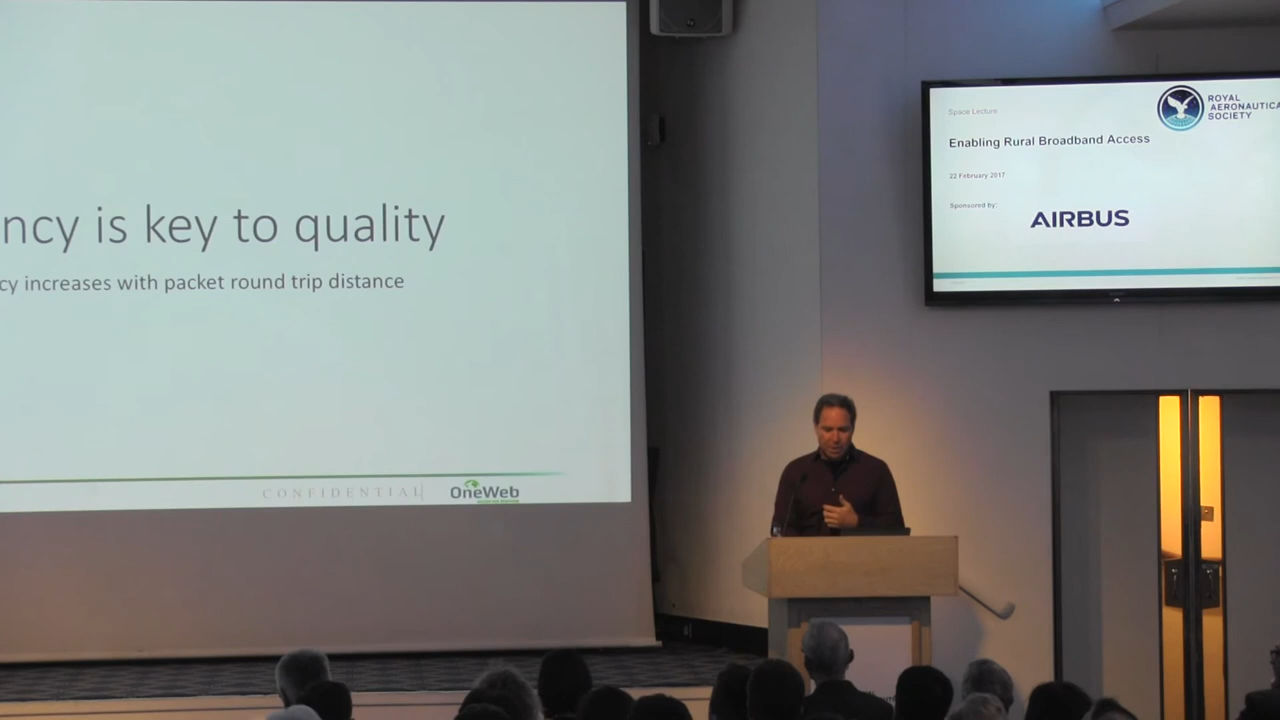 ncy is key to quality
cy increases with packet round trip distance
CONFIDENTIAL
OneWeb
Space Lecture
ROYAL
AERONAUTICA
SOCIETY
Enabling Rural Broadband Access
22 February 2017
Sponsored by:
AIRBUS